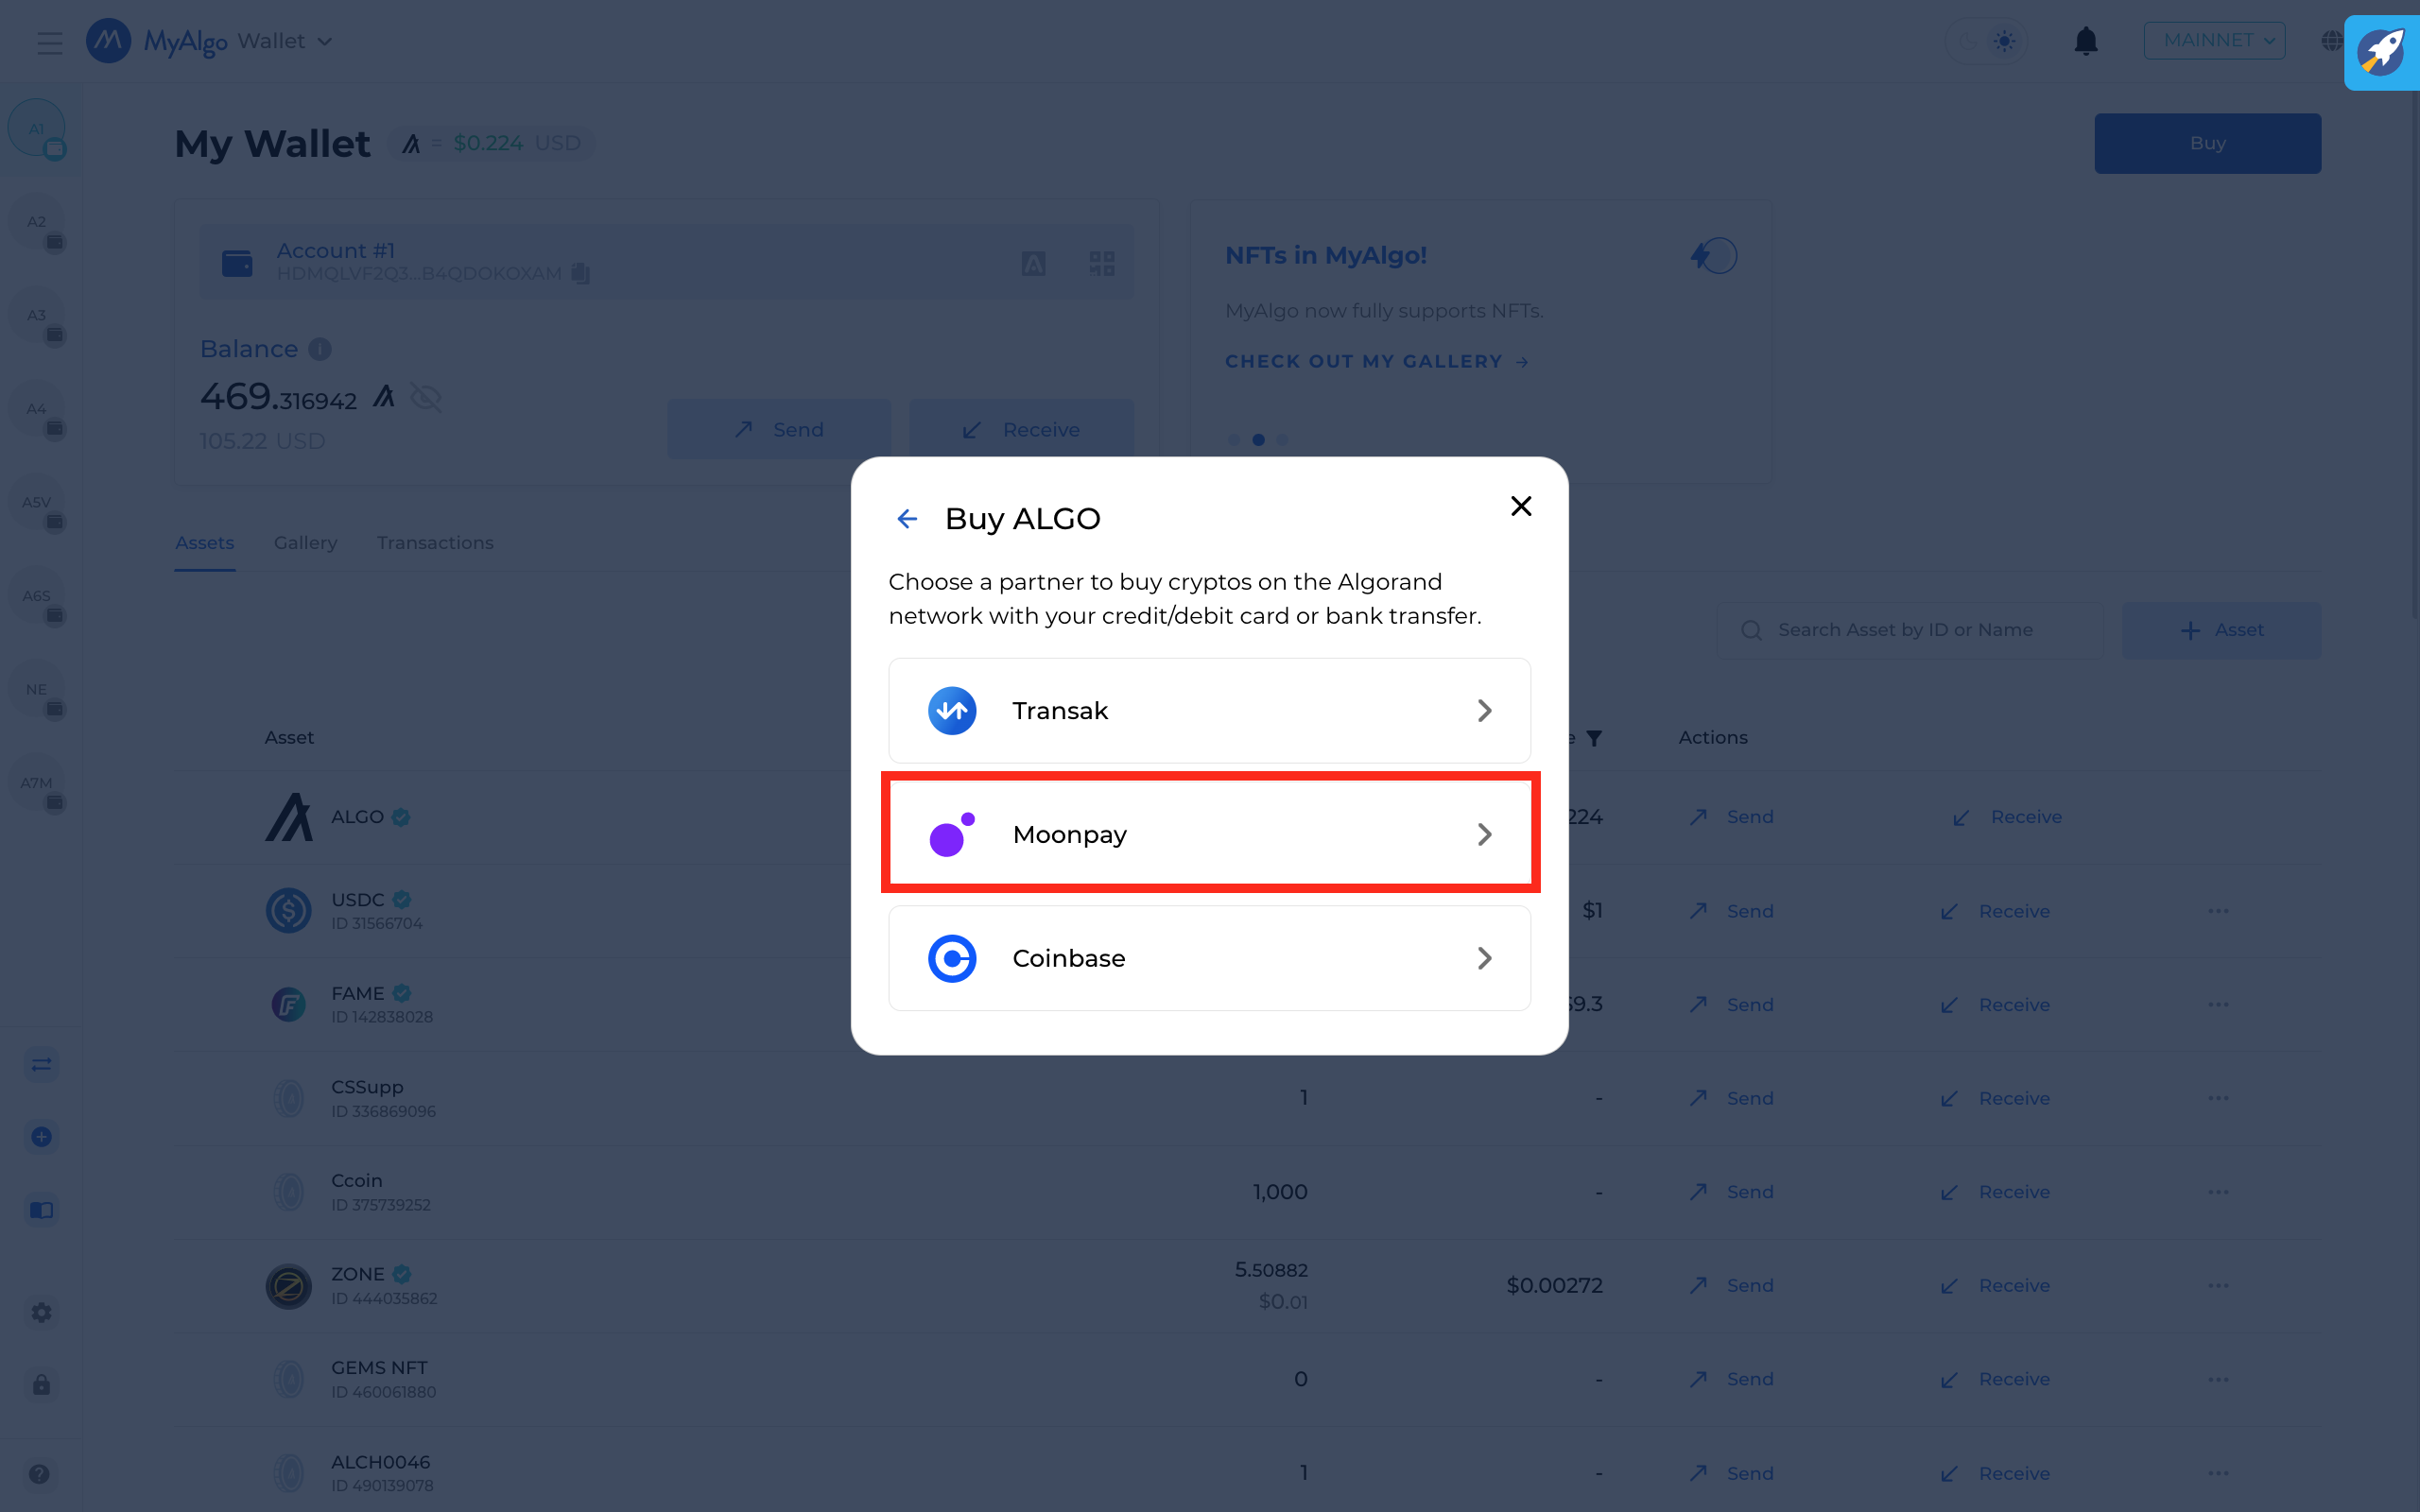 MyAlgo Wallet
MAINNET
A1
My Wallet = $0.224 USD
Buy
A2
Account #1
HDMQLVF2Q3...B4QDOKOXAM
NFTs in MyAlgo!
MyAlgo now fully supports NFTs.
CHECK OUT MY GALLERY
A3
Balance
469.316942
105.22 USD
Send
Receive
A4
A5V
Assets
Gallery
Transactions
A6S
Search Asset by ID or Name
Asset
NE
A7M
Buy ALGO
Choose a partner to buy cryptos on the Algorand
network with your credit/debit card or bank transfer.
Transak
Moonpay
Coinbase
Asset
Actions
ALGO
224
Send
Receive
USDC
ID 31566704
$1
Send
Receive
FAME
ID 142838028
59.3
Send
Receive
CSSupp
ID 336869096
1
-
Send
Receive
Ccoin
ID 375739252
1,000
-
Send
Receive
ZONE
ID 444035862
5.50882
$0.01
$0.00272
Send
Receive
GEMS NFT
ID 460061880
0
-
Send
Receive
ALCH0046
ID 490139078
1
-
Send
Receive